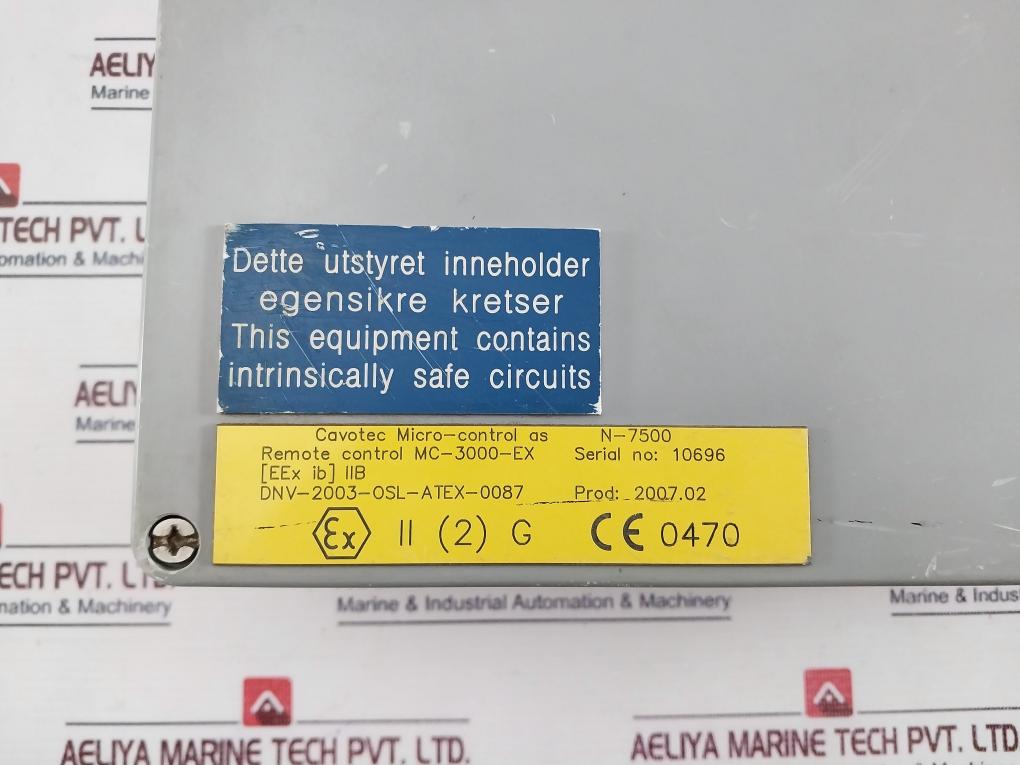 AELIY
Marine
TECH PVT. L
omation & Machi
AELI
Marine
Dette utstyret inneholder
egensikre kretser
This equipment contains
intrinsically safe circuits
Cavotec Micro-control as N-7500
Remote control MC-3000-EX Serial no: 10696
[EEx ib] IIB
DNV-2003-OSL-ATEX-0087 Prod: 2007.02
Ex II (2) G CE 0470
ECH PVT. LTD.
mation & Machinery
Marine & Industrial Automation & Machinery
Marine & Indus
AELIYA MARINE TECH PVT. LTD.
AELIYA MARINE TECH PVT. LTD.